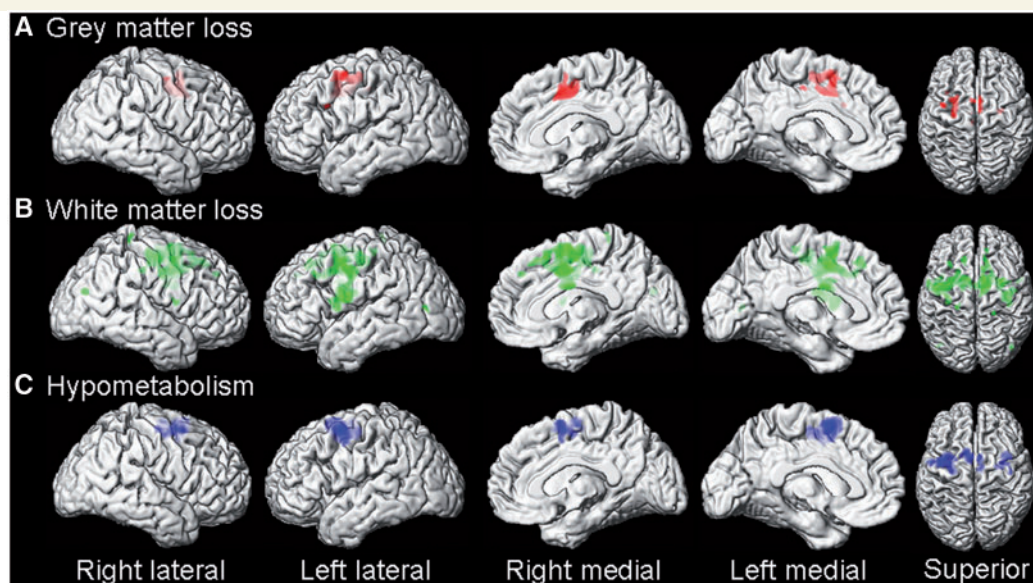 A Grey matter loss
B White matter loss
C Hypometabolism
Right lateral Left lateral Right medial Left medial Superior